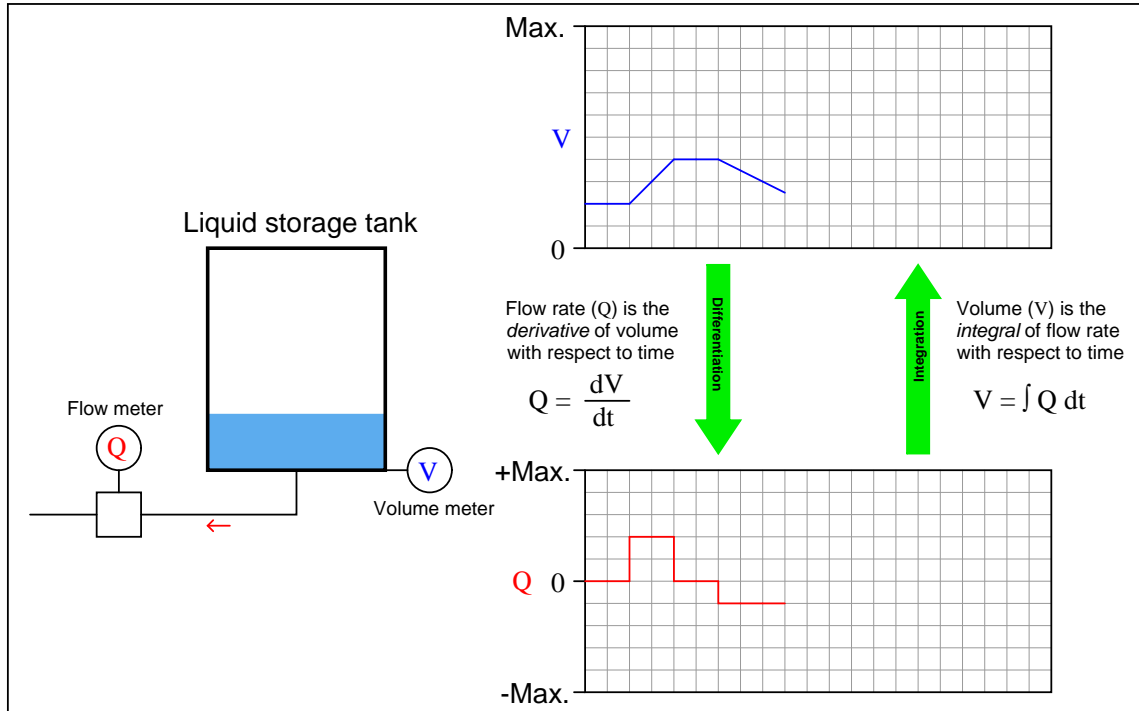 Max.
V
0
Liquid storage tank
Flow meter
Q
V
Volume meter
Flow rate (Q) is the
derivative of volume
with respect to time
Q = dV
dt
Differentiation
Integration
Volume (V) is the
integral of flow rate
with respect to time
V = ∫ Q dt
+Max.
Q 0
-Max.